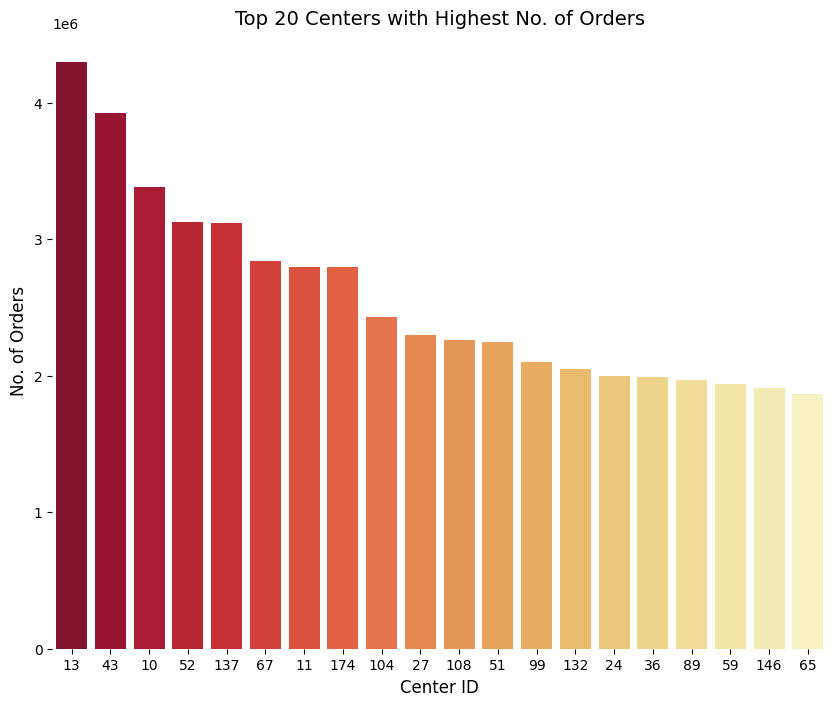 Top 20 Centers with Highest No. of Orders
1e6
4
3
2
1
0
No. of Orders
13 43 10 52 137 67 11 174 104 27 108 51 99 132 24 36 89 59 146 65
Center ID